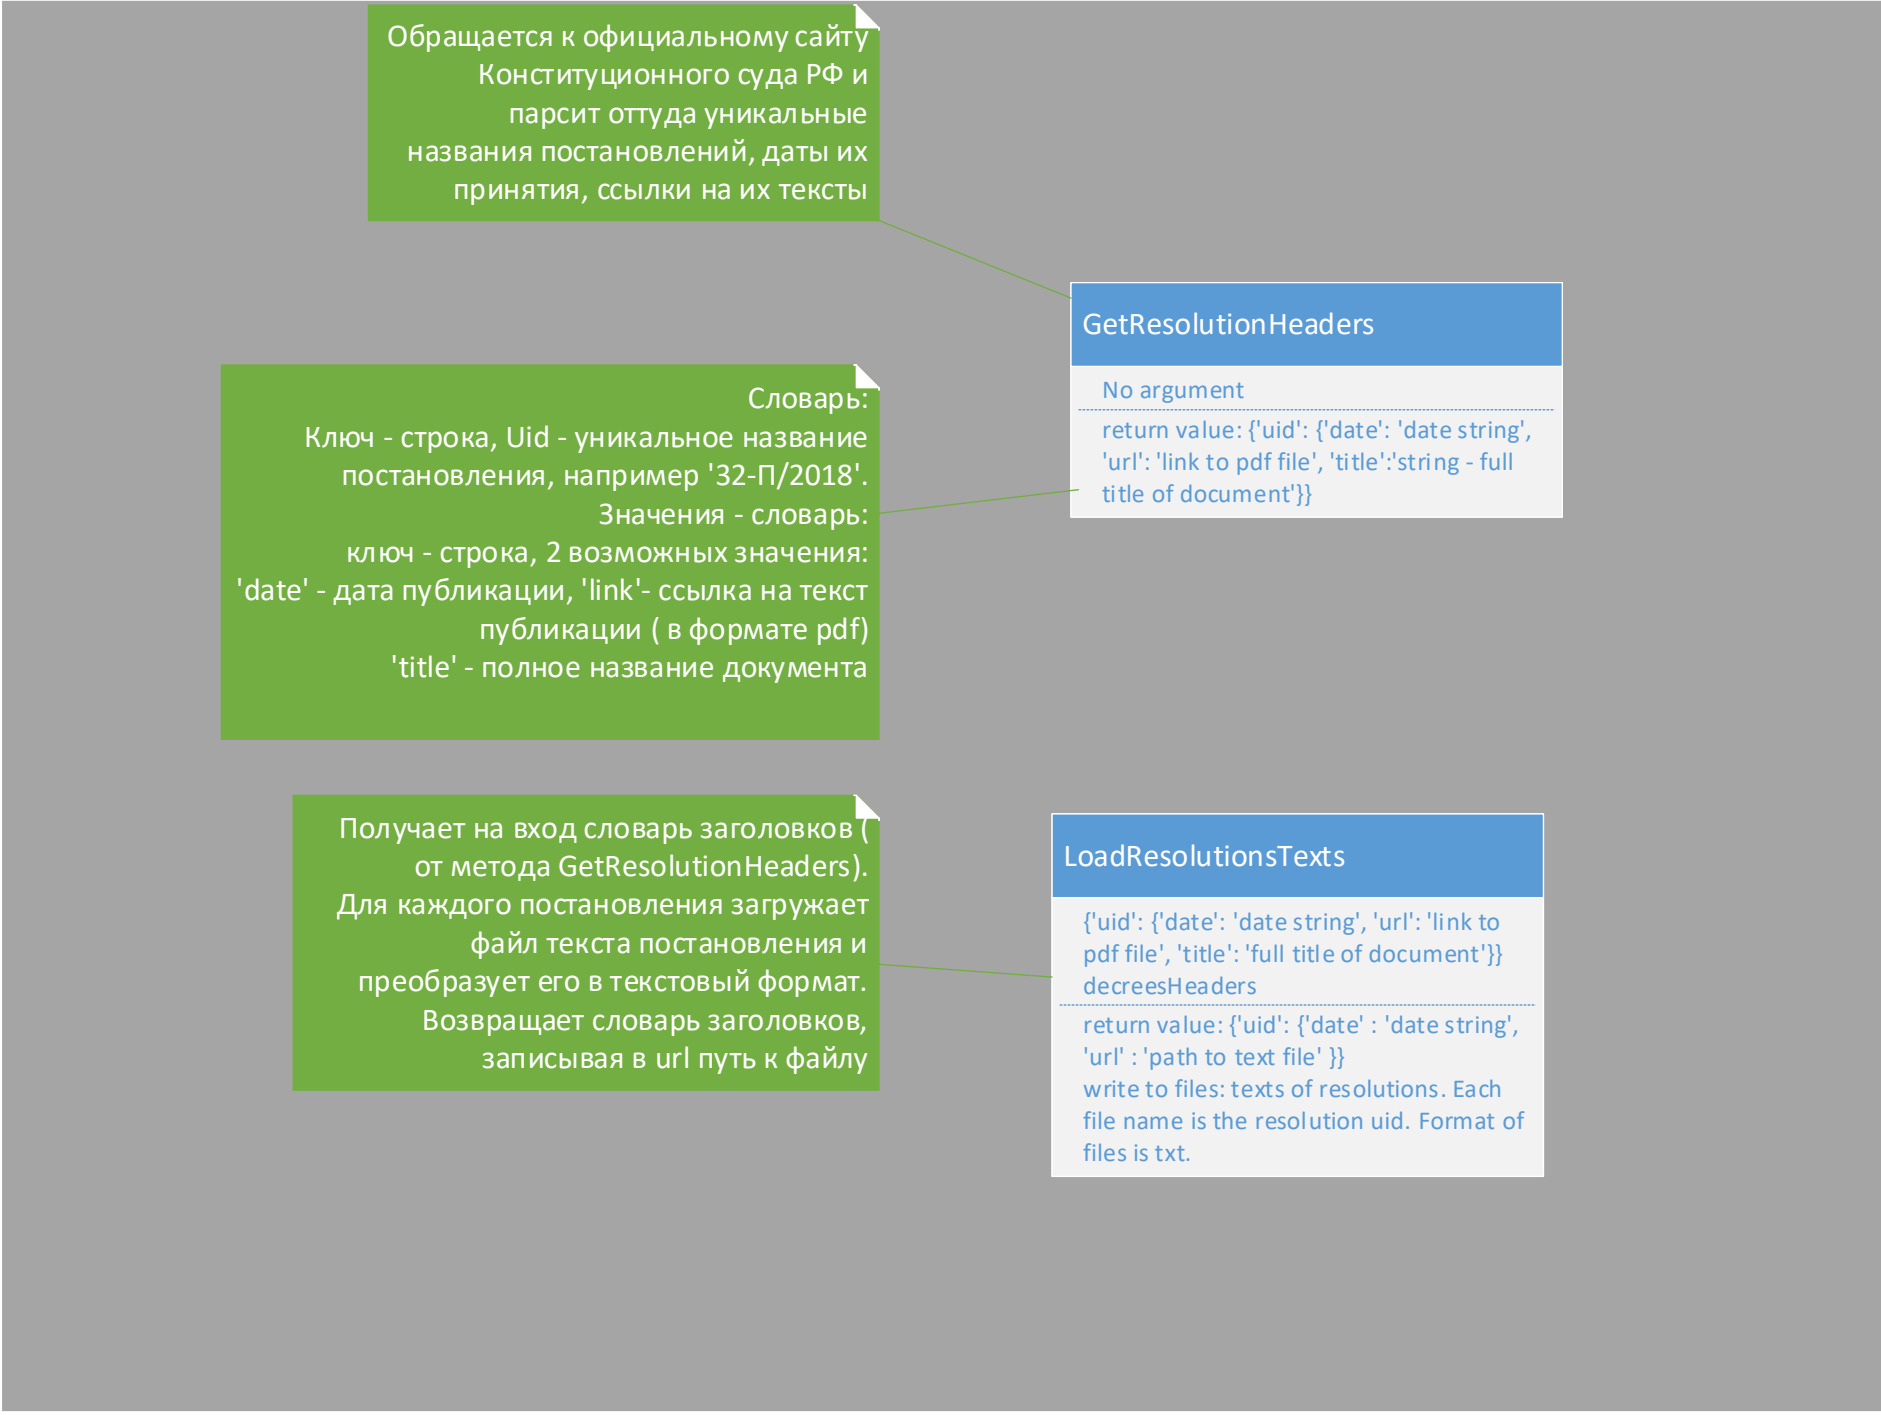 Обращается к официальному сайту
Конституционного суда РФ и
парсит оттуда уникальные
названия постановлений, даты их
принятия, ссылки на их тексты
GetResolutionHeaders
No argument
return value: {'uid': {'date': 'date string',
'url': 'link to pdf file', 'title':'string - full
title of document'}}
Словарь:
Ключ - строка, Uid - уникальное название
постановления, например '32-П/2018'.
Значения - словарь:
ключ - строка, 2 возможных значения:
'date' - дата публикации, 'link'- ссылка на текст
публикации ( в формате pdf)
'title' - полное название документа
Получает на вход словарь заголовков (
от метода GetResolutionHeaders).
Для каждого постановления загружает
файл текста постановления и
преобразует его в текстовый формат.
Возвращает словарь заголовков,
записывая в url путь к файлу
LoadResolutionsTexts
{'uid': {'date': 'date string', 'url': 'link to
pdf file', 'title': 'full title of document'}}
decreesHeaders
return value: {'uid': {'date' : 'date string',
'url' : 'path to text file' }}
write to files: texts of resolutions. Each
file name is the resolution uid. Format of
files is txt.